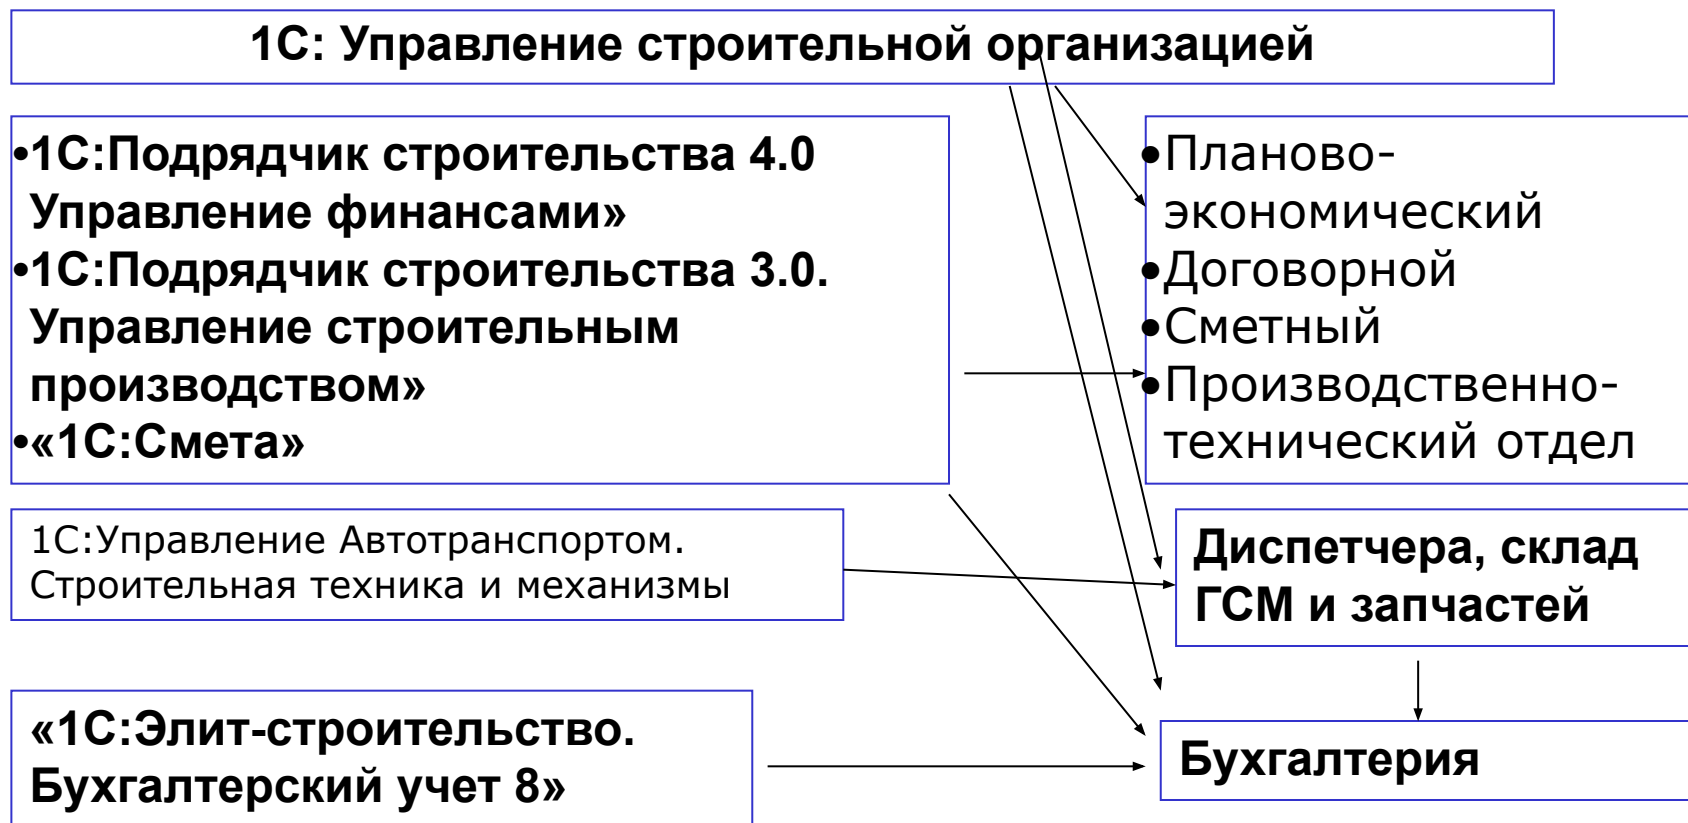 1С: Управление строительной организацией
•1С:Подрядчик строительства 4.0
Управление финансами»
•1С:Подрядчик строительства 3.0.
Управление строительным
производством»
•«1С:Смета»
•Планово-
экономический
•Договорной
•Сметный
•Производственно-
технический отдел
1С:Управление Автотранспортом.
Строительная техника и механизмы
Диспетчера, склад
ГСМ и запчастей
«1С:Элит-строительство.
Бухгалтерский учет 8»
Бухгалтерия